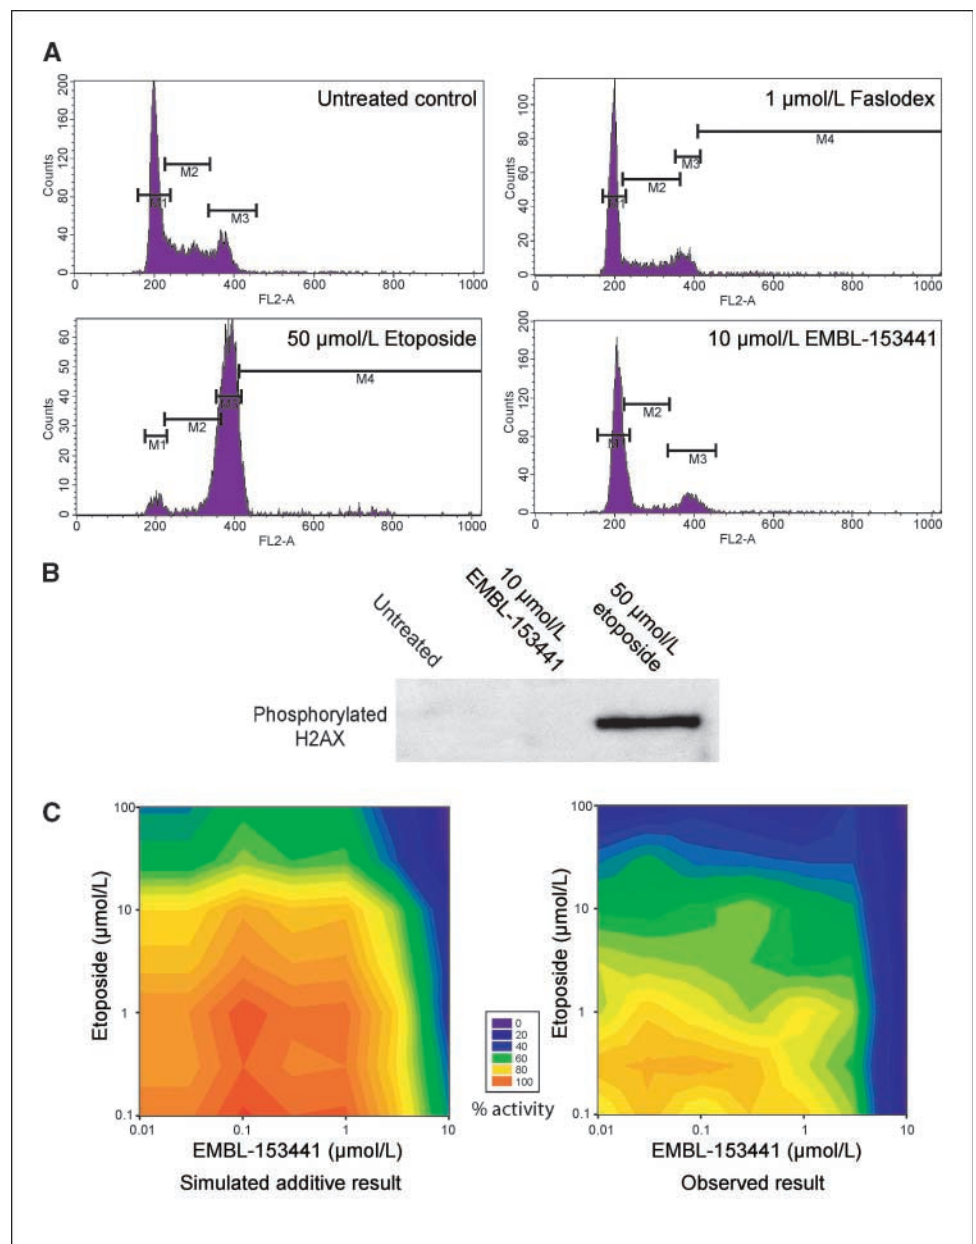 A
Untreated control
Counts
200
160
120
80
40
0
M1
M2
M3
0 200 400 600 800 1000
FL2-A
1 µmol/L Faslodex
Counts
100
80
60
40
20
0
M1
M2
M3
M4
0 200 400 600 800 1000
FL2-A
50 µmol/L Etoposide
Counts
60
50
40
30
20
10
0
M1
M2
M3
M4
0 200 400 600 800 1000
FL2-A
10 µmol/L EMBL-153441
Counts
200
160
120
80
40
0
M1
M2
M3
0 200 400 600 800 1000
FL2-A
B
Untreated
10 µmol/L
EMBL-153441
50 µmol/L
etoposide
Phosphorylated
H2AX
C
Etoposide (µmol/L)
100
10
1
0.1
0.01 0.1 1 10
EMBL-153441 (µmol/L)
Simulated additive result
0
20
40
60
80
100
% activity
Etoposide (µmol/L)
100
10
1
0.1
0.01 0.1 1 10
EMBL-153441 (µmol/L)
Observed result